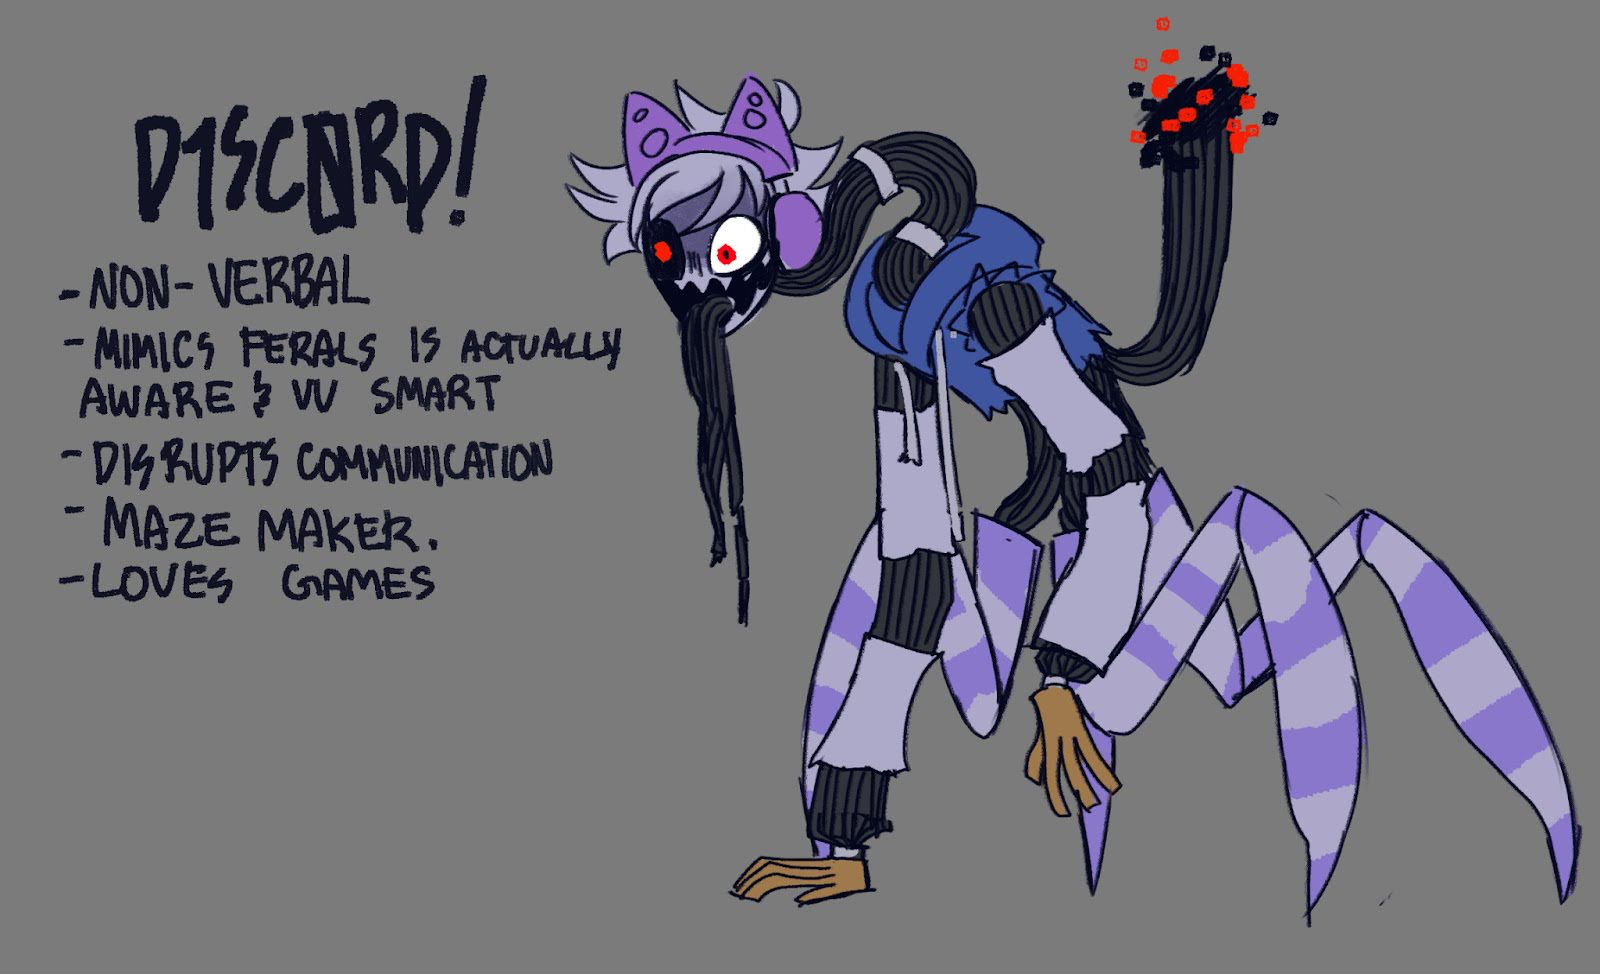 D1SC0RD!
- NON- VERBAL
- MIMICS FERALS IS ACTUALLY
AWARE & VV SMART
- DISRUPTS COMMUNICATION
- MAZE MAKER.
- LOVES GAMES